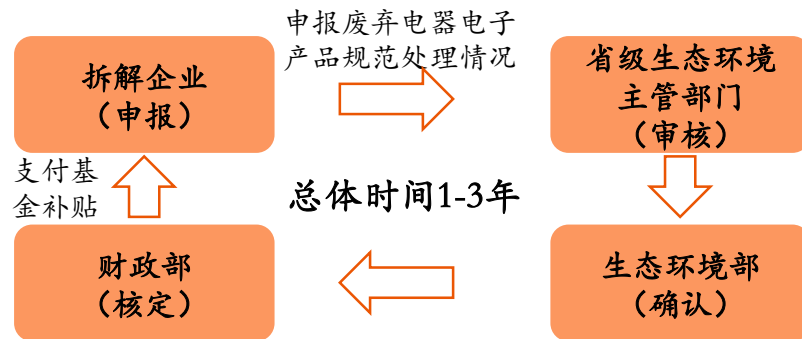 申报废弃电器电子
产品规范处理情况
拆解企业
（申报）
省级生态环境
主管部门
（审核）
支付基
金补贴
总体时间1-3年
财政部
（核定）
生态环境部
（确认）